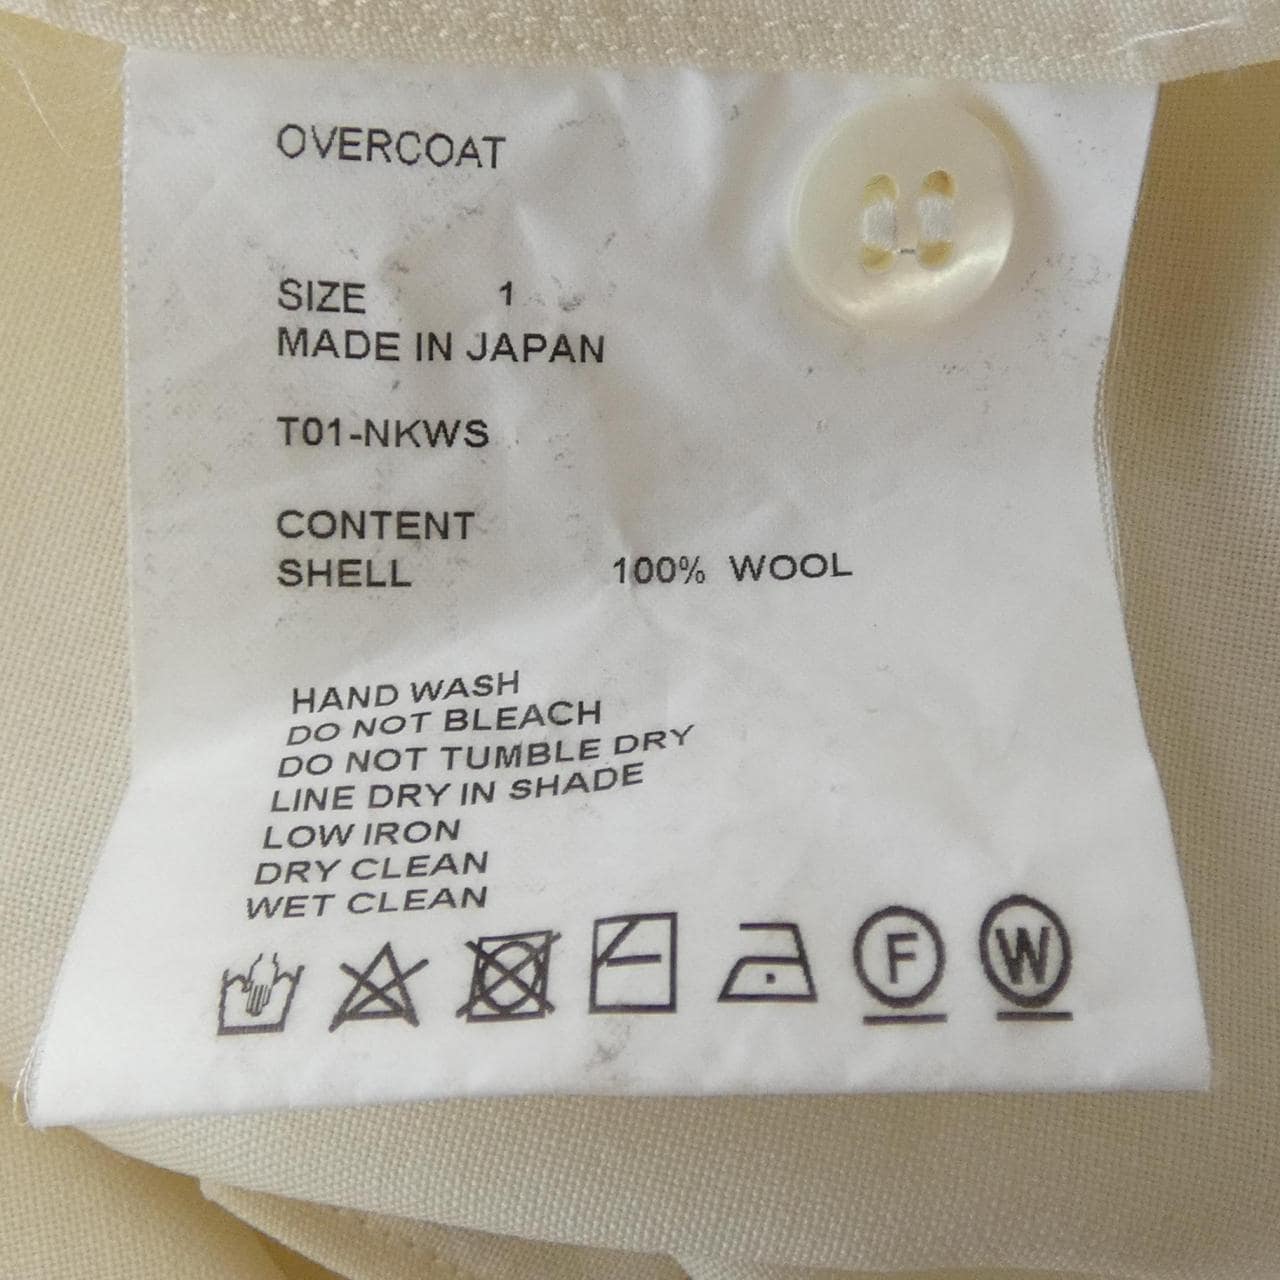 OVERCOAT
SIZE 1
MADE IN JAPAN
T01-NKWS
CONTENT
SHELL 100% WOOL
HAND WASH
DO NOT BLEACH
DO NOT TUMBLE DRY
LINE DRY IN SHADE
LOW IRON
DRY CLEAN
WET CLEAN
F W